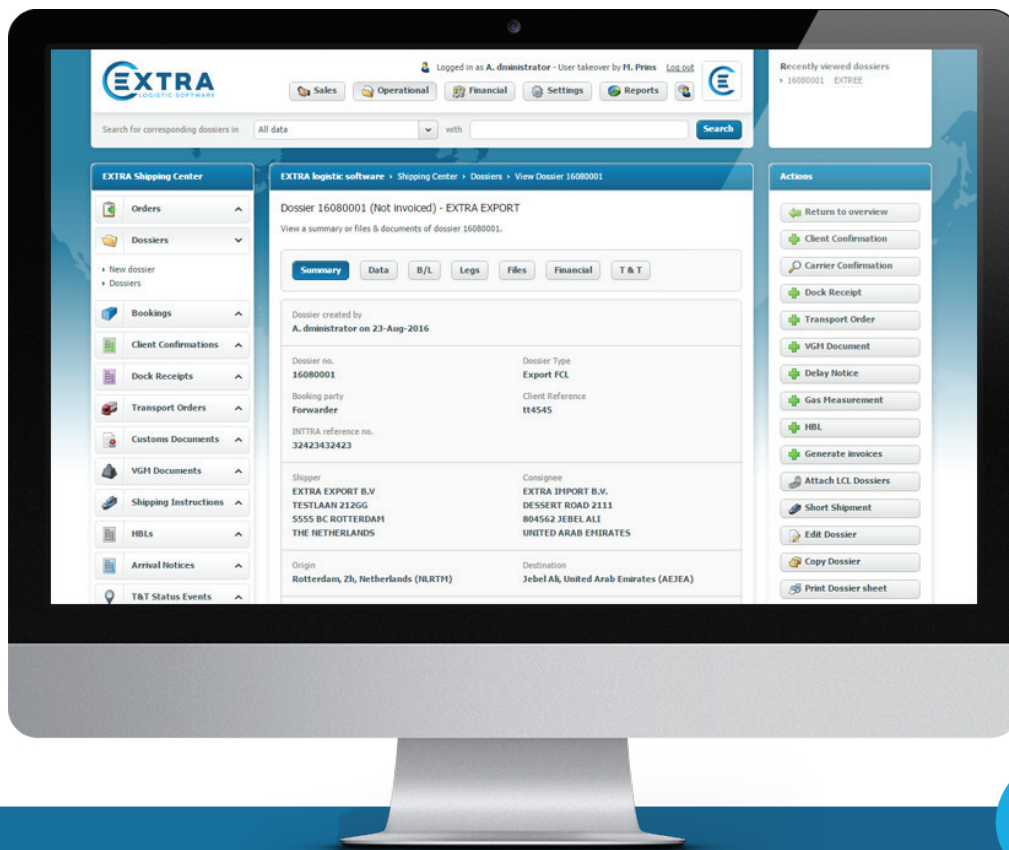 EXTRA
LOGISTIC SOFTWARE
Logged in as A. dministrator - User takeover by M. Prins Log out
Sales Operational Financial Settings Reports
Search for corresponding dossiers in All data with Search
Recently viewed dossiers
16080001 EXTREE
EXTRA Shipping Center
Orders
Dossiers
New dossier
Dossiers
Bookings
Client Confirmations
Dock Receipts
Transport Orders
Customs Documents
VGM Documents
Shipping Instructions
HBLs
Arrival Notices
T&T Status Events
EXTRA logistic software › Shipping Center › Dossiers › View Dossier 16080001
Dossier 16080001 (Not invoiced) - EXTRA EXPORT
View a summary or files & documents of dossier 16080001.
Summary Data B/L Legs Files Financial T & T
Dossier created by
A. dministrator on 23-Aug-2016
Dossier no. Dossier Type
16080001 Export FCL
Booking party Client Reference
Forwarder tt4545
INTTRA reference no.
32423432423
Shipper Consignee
EXTRA EXPORT B.V EXTRA IMPORT B.V.
TESTLAAN 212GG DESSERT ROAD 2111
5555 BC ROTTERDAM 804562 JEBEL ALI
THE NETHERLANDS UNITED ARAB EMIRATES
Origin Destination
Rotterdam, Zh, Netherlands (NLRTM) Jebel Ali, United Arab Emirates (AEJEA)
Actions
Return to overview
Client Confirmation
Carrier Confirmation
Dock Receipt
Transport Order
VGM Document
Delay Notice
Gas Measurement
HBL
Generate invoices
Attach LCL Dossiers
Short Shipment
Edit Dossier
Copy Dossier
Print Dossier sheet